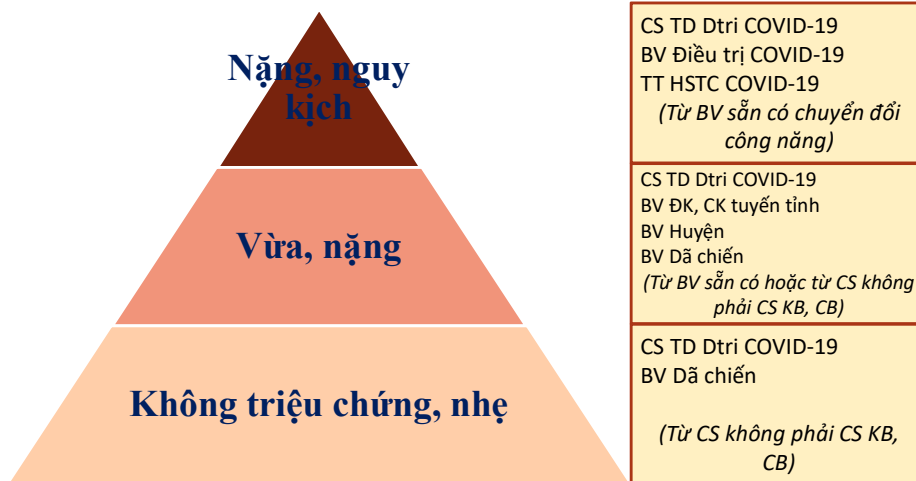 Nặng, nguy
kịch
CS TD Dtri COVID-19
BV Điều trị COVID-19
TT HSTC COVID-19
(Từ BV sẵn có chuyển đổi
công năng)
Vừa, nặng
CS TD Dtri COVID-19
BV ĐK, CK tuyến tỉnh
BV Huyện
BV Dã chiến
(Từ BV sẵn có hoặc từ CS không
phải CS KB, CB)
Không triệu chứng, nhẹ
CS TD Dtri COVID-19
BV Dã chiến
(Từ CS không phải CS KB,
CB)